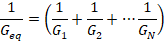 1/G_eq = (1/G_1 + 1/G_2 + ⋯ 1/G_N)